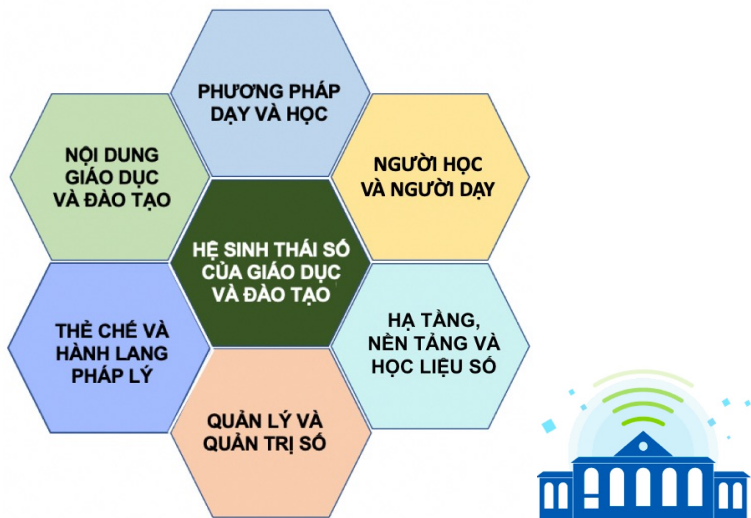 PHƯƠNG PHÁP
DẠY VÀ HỌC
NGƯỜI HỌC
VÀ NGƯỜI DẠY
NỘI DUNG
GIÁO DỤC
VÀ ĐÀO TẠO
HỆ SINH THÁI SỐ
CỦA GIÁO DỤC
VÀ ĐÀO TẠO
HẠ TẦNG,
NỀN TẢNG VÀ
HỌC LIỆU SỐ
THỂ CHẾ VÀ
HÀNH LANG
PHÁP LÝ
QUẢN LÝ VÀ
QUẢN TRỊ SỐ